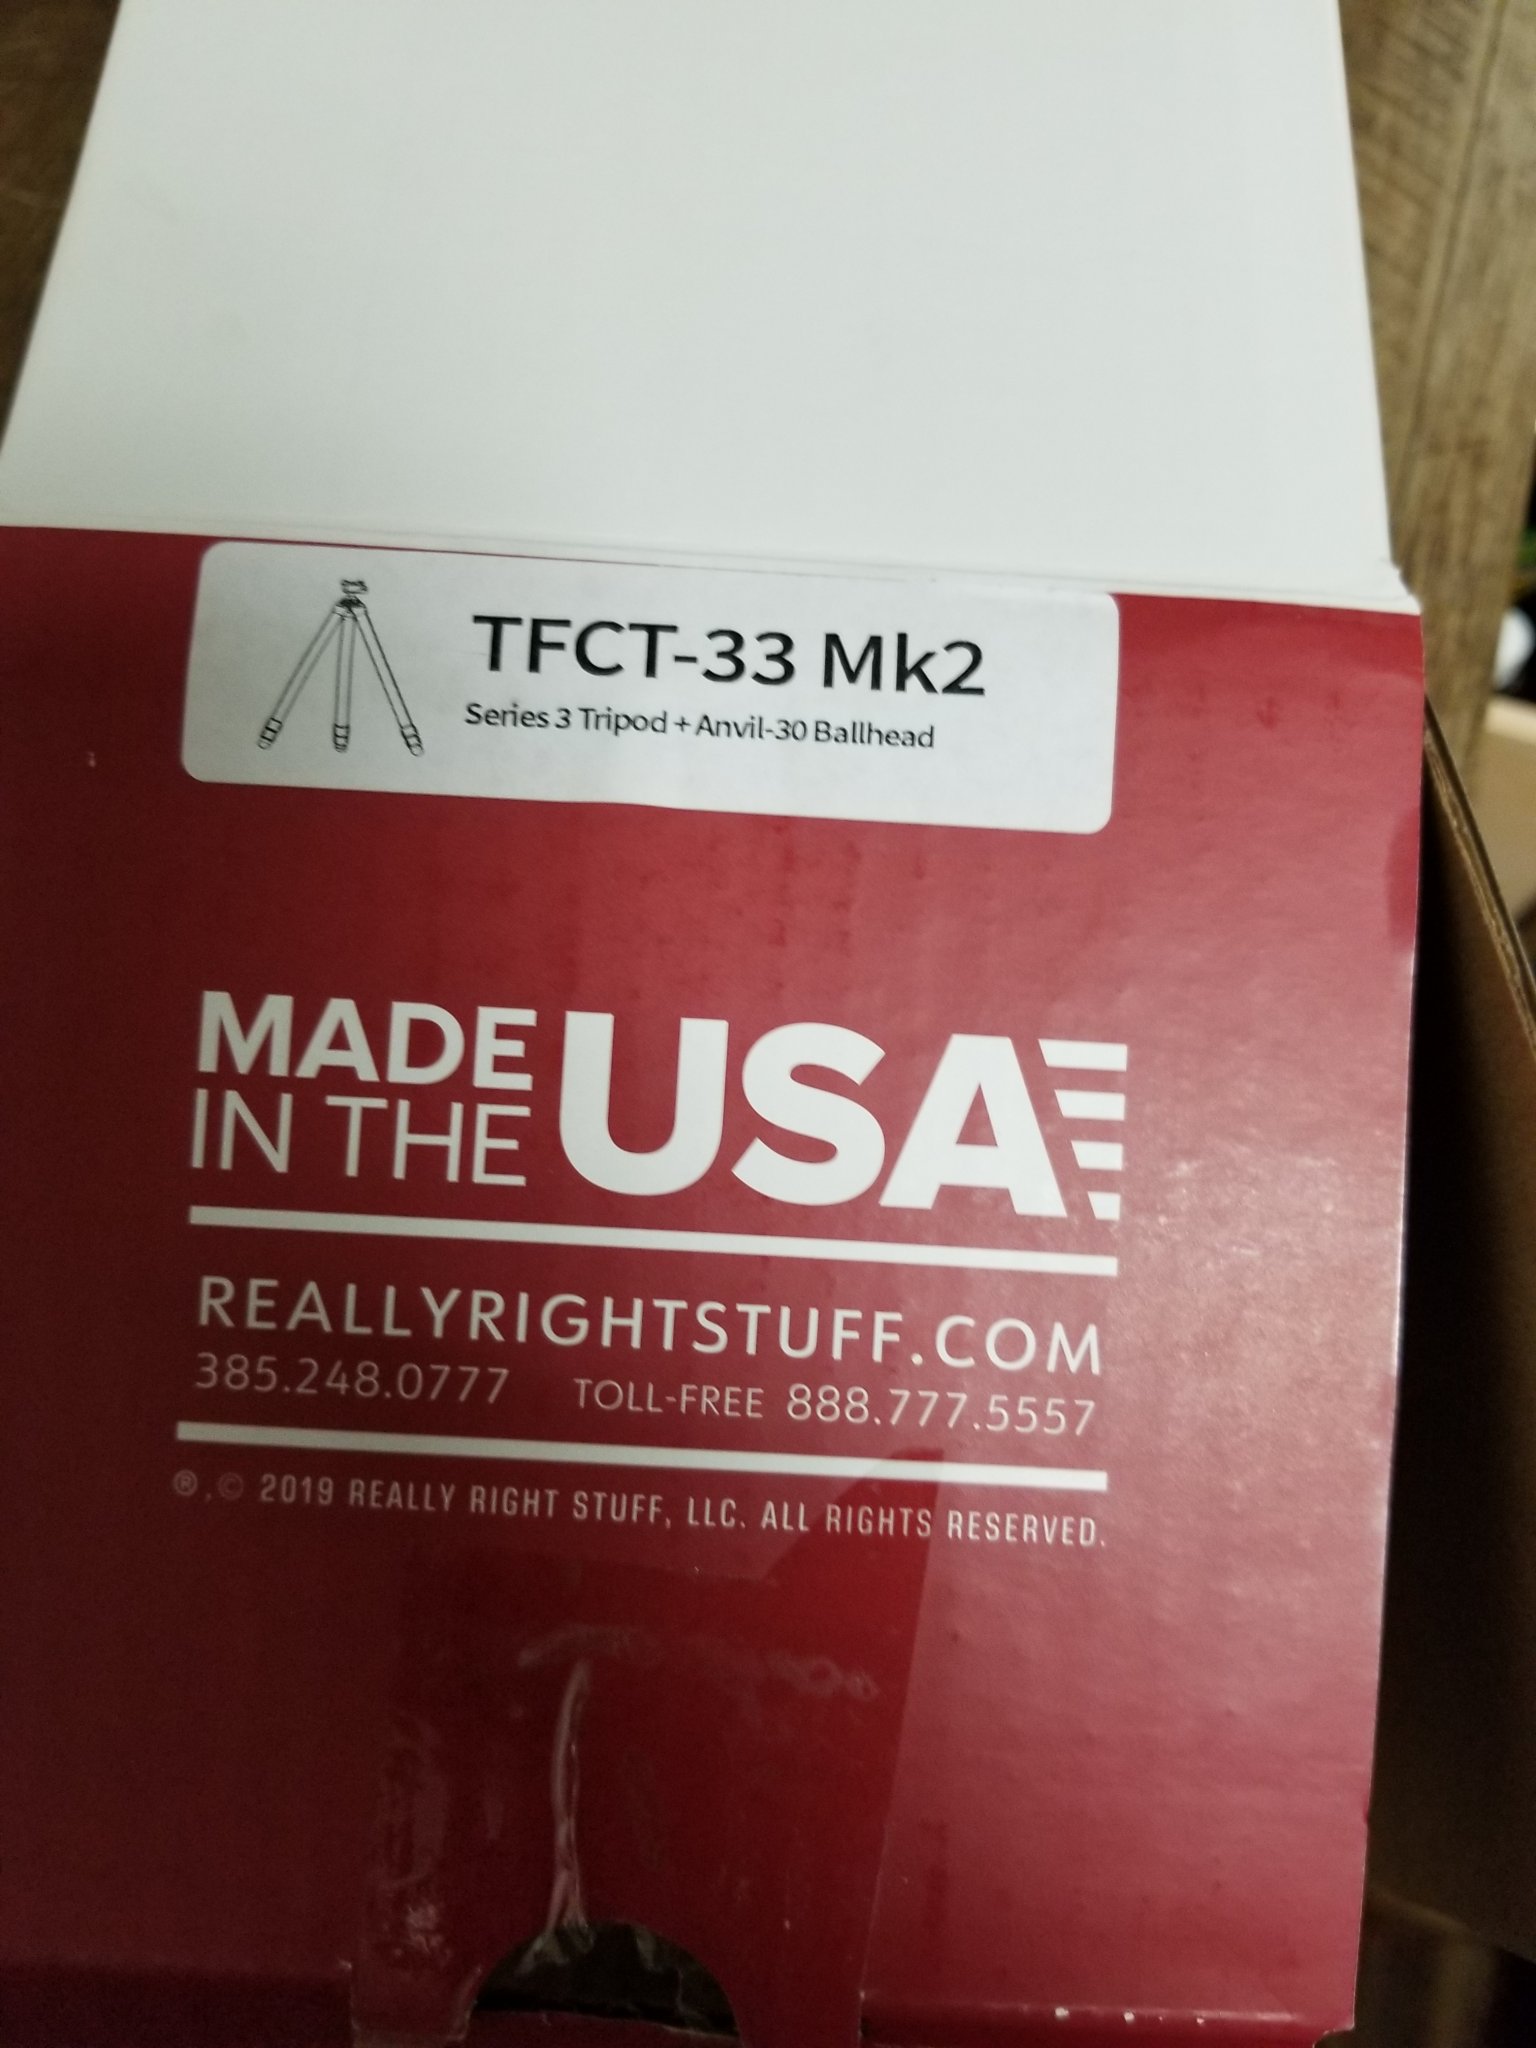 TFCT-33 Mk2
Series 3 Tripod + Anvil-30 Ballhead
MADE
IN THE
USA
REALLYRIGHTSTUFF.COM
385.248.0777 TOLL-FREE 888.777.5557
®,© 2019 REALLY RIGHT STUFF, LLC. ALL RIGHTS RESERVED.